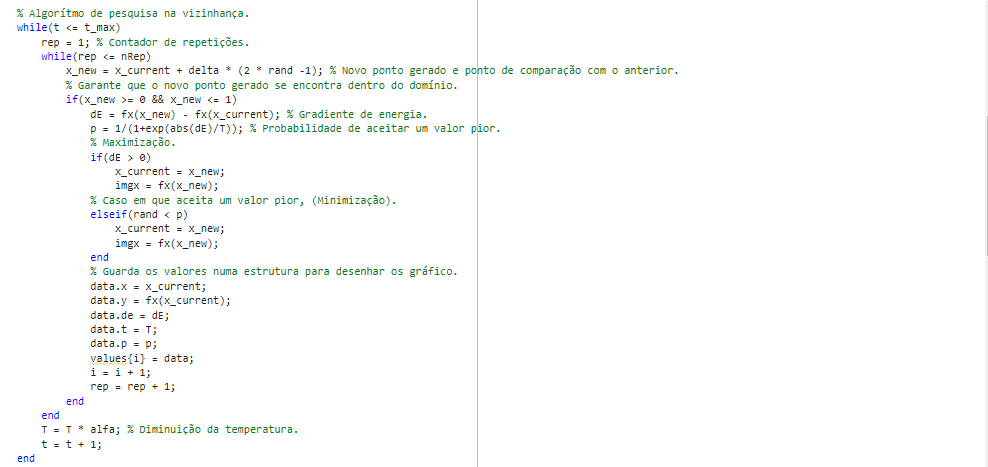 % Algorítmo de pesquisa na vizinhança.
while(t <= t_max)
    rep = 1; % Contador de repetições.
    while(rep <= nRep)
        x_new = x_current + delta * (2 * rand -1); % Novo ponto gerado e ponto de comparação com o anterior.
        % Garante que o novo ponto gerado se encontra dentro do domínio.
        if(x_new >= 0 && x_new <= 1)
            dE = fx(x_new) - fx(x_current); % Gradiente de energia.
            p = 1/(1+exp(abs(dE)/T)); % Probabilidade de aceitar um valor pior.
            % Maximização.
            if(dE > 0)
                x_current = x_new;
                imgx = fx(x_new);
            % Caso em que aceita um valor pior, (Minimização).
            elseif(rand < p)
                x_current = x_new;
                imgx = fx(x_new);
            end
            % Guarda os valores numa estrutura para desenhar os gráfico.
            data.x = x_current;
            data.y = fx(x_current);
            data.de = dE;
            data.t = T;
            data.p = p;
            values{i} = data;
            i = i + 1;
            rep = rep + 1;
        end
    end
    T = T * alfa; % Diminuição da temperatura.
    t = t + 1;
end